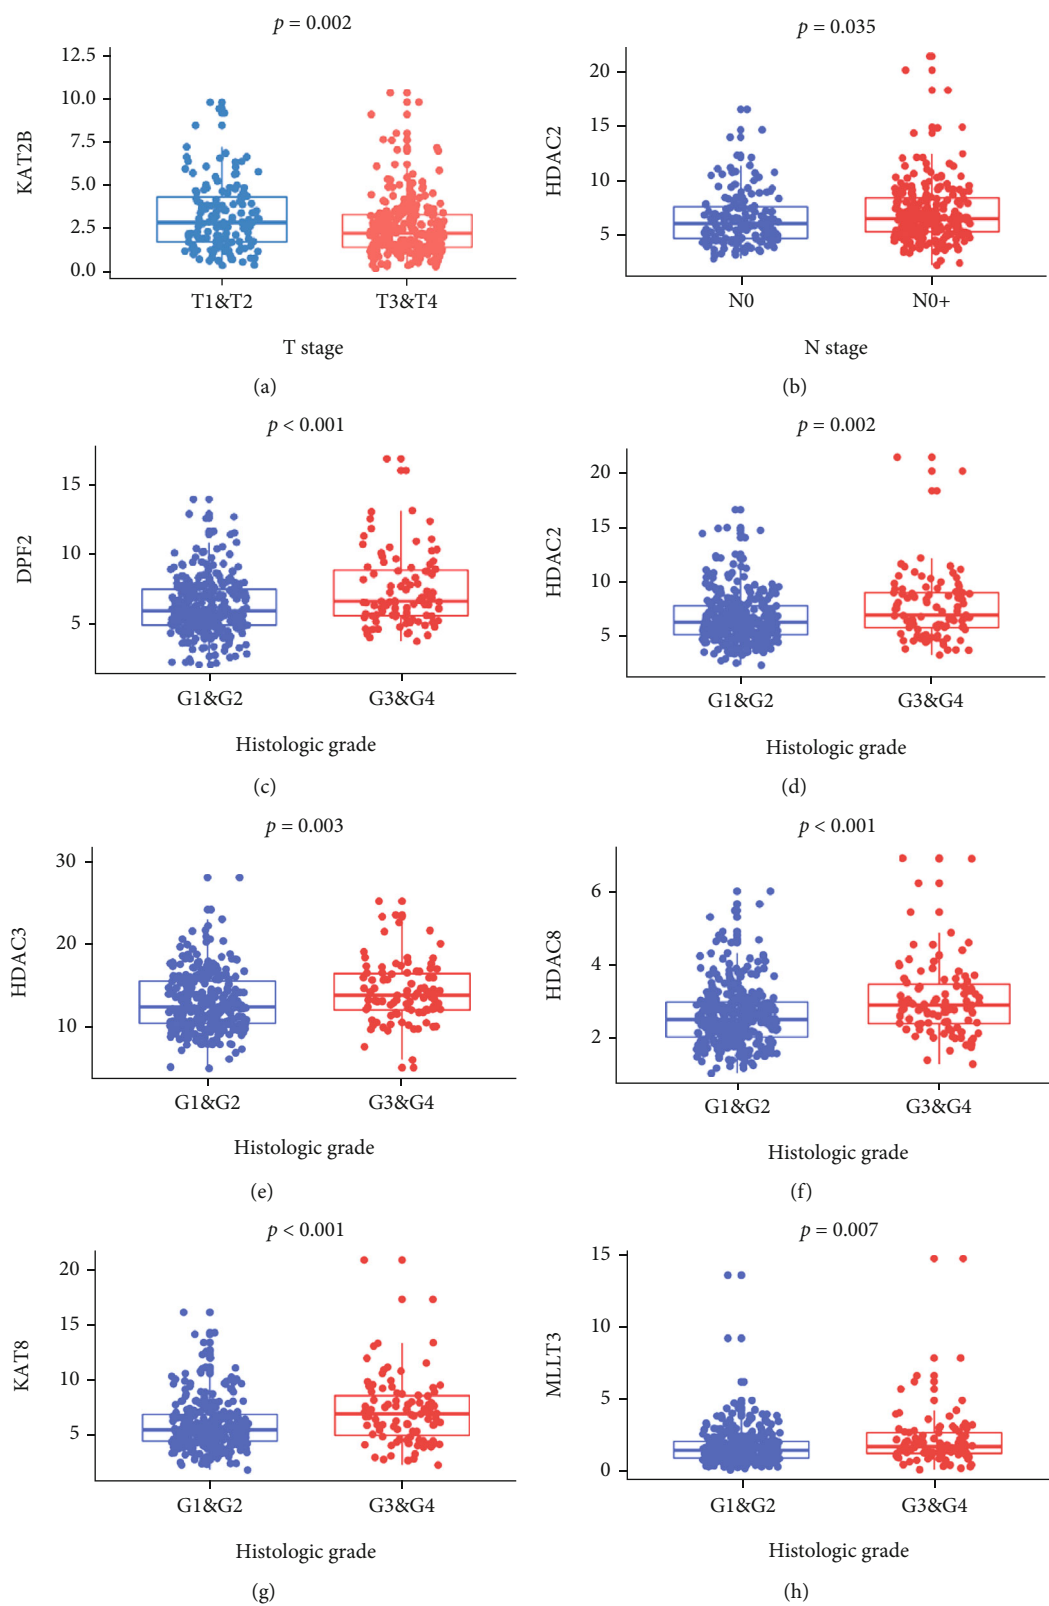 p = 0.002
12.5
10.0
7.5
5.0
2.5
0.0
KAT2B
T1&T2
T3&T4
T stage
(a)
p = 0.035
20
15
10
5
HDAC2
N0
N0+
N stage
(b)
p < 0.001
15
10
5
DPF2
G1&G2
G3&G4
Histologic grade
(c)
p = 0.002
20
15
10
5
HDAC2
G1&G2
G3&G4
Histologic grade
(d)
p = 0.003
30
20
10
HDAC3
G1&G2
G3&G4
Histologic grade
(e)
p < 0.001
6
4
2
HDAC8
G1&G2
G3&G4
Histologic grade
(f)
p < 0.001
20
15
10
5
KAT8
G1&G2
G3&G4
Histologic grade
(g)
p = 0.007
15
10
5
0
MLLT3
G1&G2
G3&G4
Histologic grade
(h)